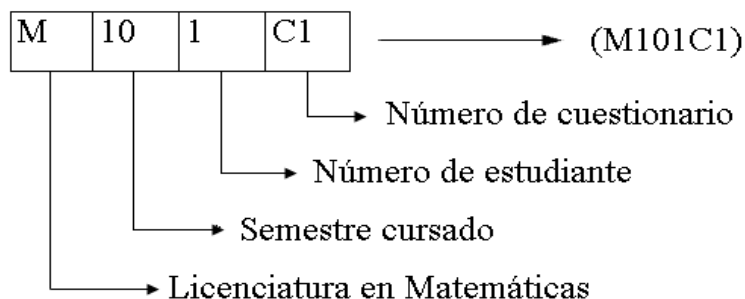 M 10 1 C1 (M101C1)
Número de cuestionario
Número de estudiante
Semestre cursado
Licenciatura en Matemáticas